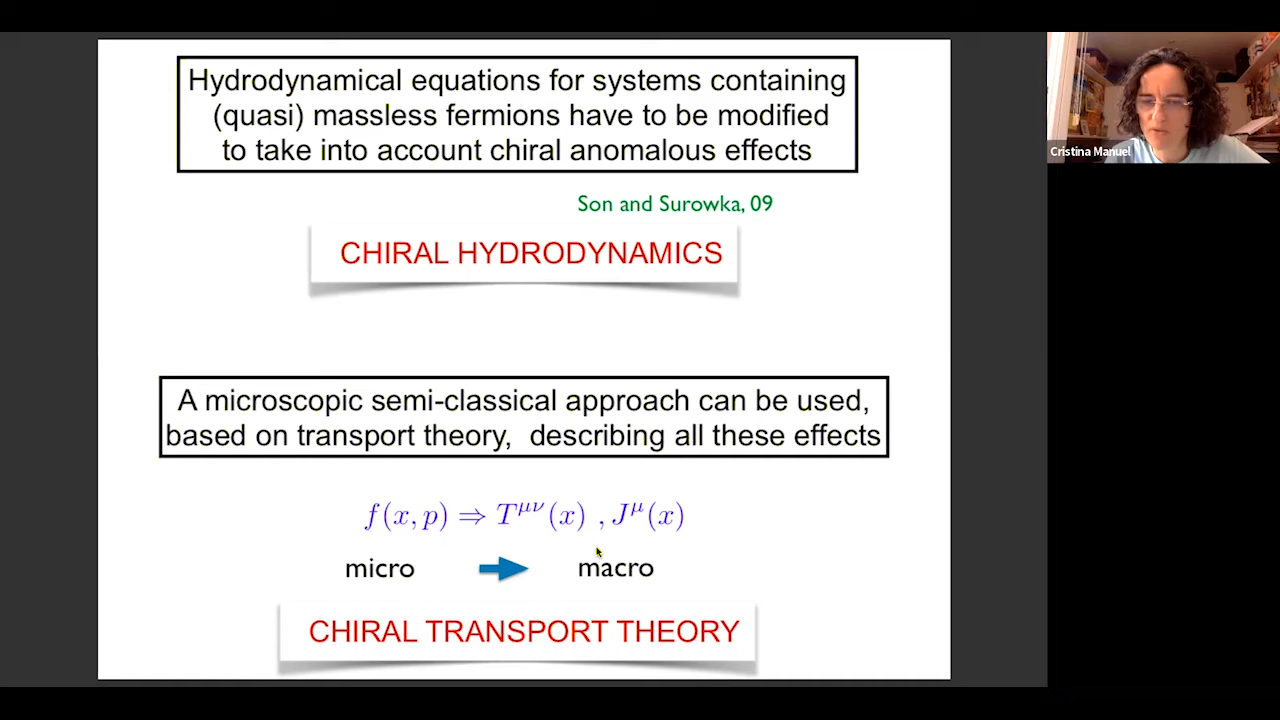 Hydrodynamical equations for systems containing
(quasi) massless fermions have to be modified
to take into account chiral anomalous effects
Son and Surowka, 09
CHIRAL HYDRODYNAMICS
A microscopic semi-classical approach can be used,
based on transport theory, describing all these effects
f(x, p) ⇒ T^{μν}(x) , J^{μ}(x)
micro macro
CHIRAL TRANSPORT THEORY
Cristina Manuel